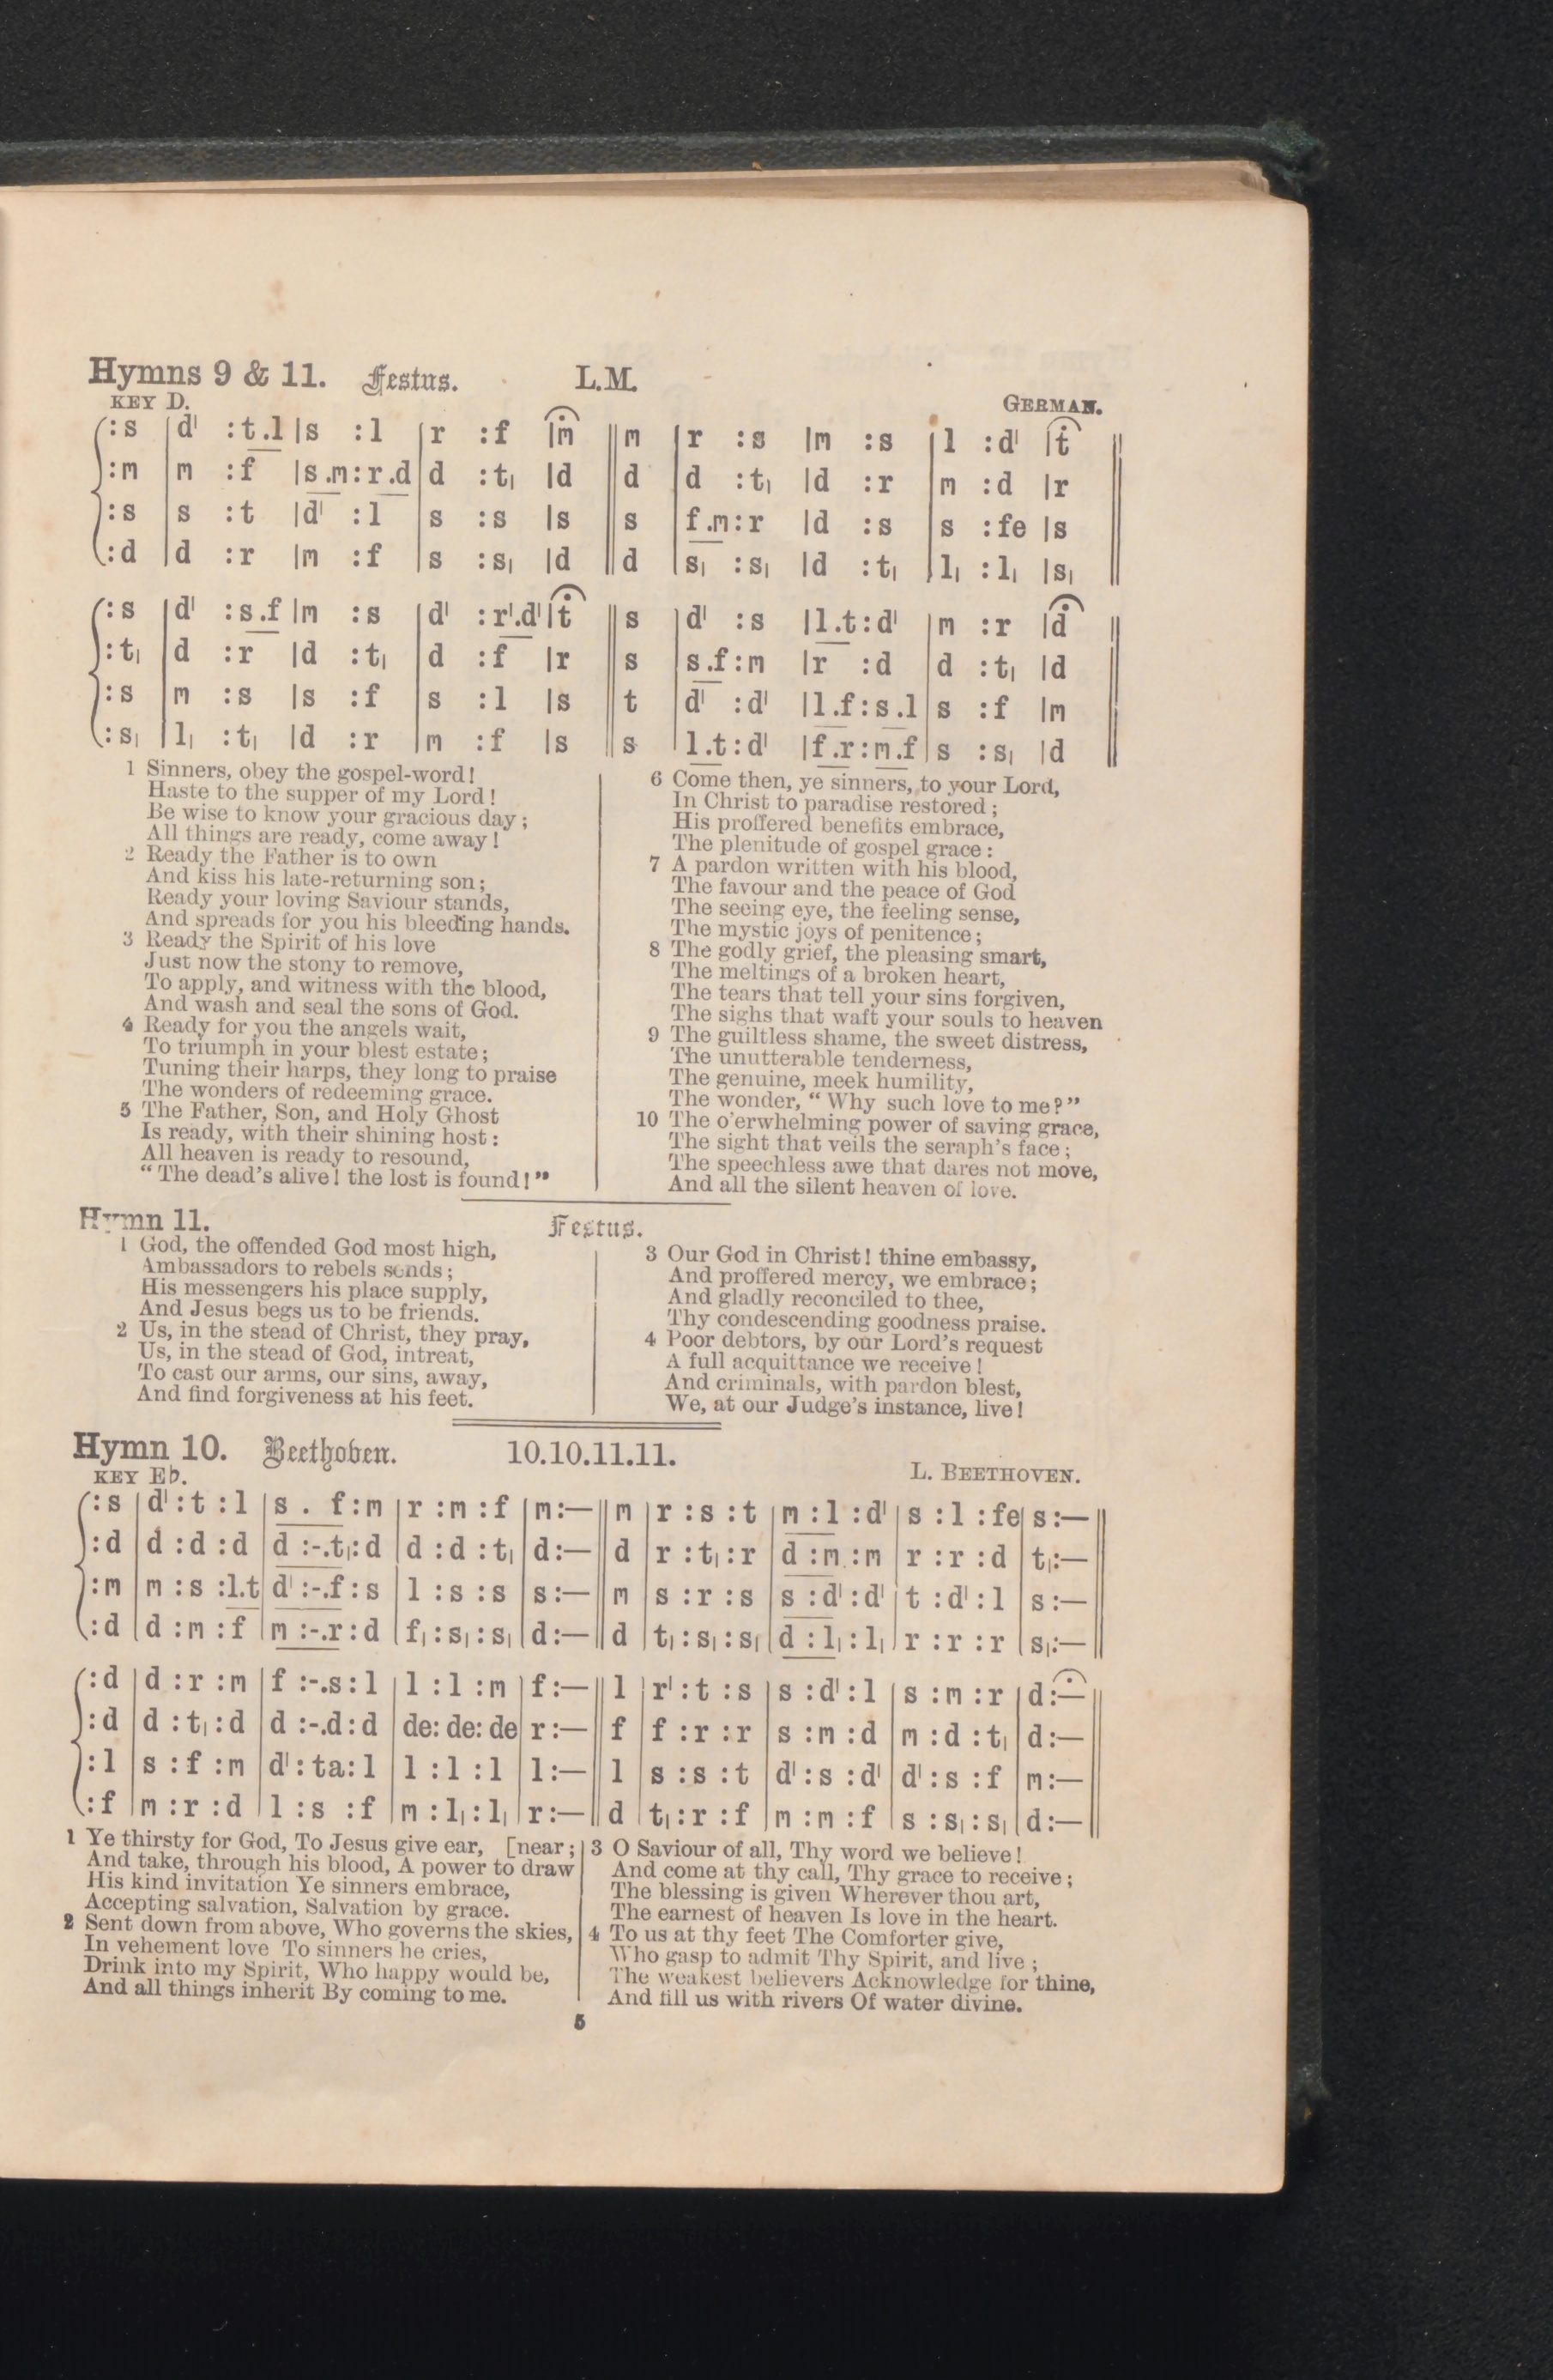 Hymns 9 & 11. Festus. L.M.
KEY D. GERMAN.
:s |d' :t.l |s :l |r :f |m ||m |r :s |m :s |l :d' |t ||
:m |m :f |s.m:r.d |d :t, |d ||d |d :t, |d :r |m :d |r ||
:s |s :t |d' :l |s :s |s ||s |f.m:r |d :s |s :fe |s ||
:d |d :r |m :f |s :s, |d ||d |s, :s, |d :t, |l, :l, |s, ||
:s |d' :s.f |m :s |d' :r'.d' |t ||s |d' :s |l.t:d' |m :r |d ||
:t, |d :r |d :t, |d :f |r ||s |s.f:m |r :d |d :t, |d ||
:s |m :s |s :f |s :l |s ||t |d' :d' |l.f:s.l |s :f |m ||
:s, |l, :t, |d :r |m :f |s ||s |l.t:d' |f.r:m.f |s :s, |d ||
1 Sinners, obey the gospel-word!
Haste to the supper of my Lord!
Be wise to know your gracious day;
All things are ready, come away!
2 Ready the Father is to own
And kiss his late-returning son;
Ready your loving Saviour stands,
And spreads for you his bleeding hands.
3 Ready the Spirit of his love
Just now the stony to remove,
To apply, and witness with the blood,
And wash and seal the sons of God.
4 Ready for you the angels wait,
To triumph in your blest estate;
Tuning their harps, they long to praise
The wonders of redeeming grace.
5 The Father, Son, and Holy Ghost
Is ready, with their shining host:
All heaven is ready to resound,
"The dead's alive! the lost is found!"
6 Come then, ye sinners, to your Lord,
In Christ to paradise restored;
His proffered benefits embrace,
The plenitude of gospel grace:
7 A pardon written with his blood,
The favour and the peace of God
The seeing eye, the feeling sense,
The mystic joys of penitence;
8 The godly grief, the pleasing smart,
The meltings of a broken heart,
The tears that tell your sins forgiven,
The sighs that waft your souls to heaven
9 The guiltless shame, the sweet distress,
The unutterable tenderness,
The genuine, meek humility,
The wonder, "Why such love to me?"
10 The o'erwhelming power of saving grace,
The sight that veils the seraph's face;
The speechless awe that dares not move,
And all the silent heaven of love.
Hymn 11. Festus.
1 God, the offended God most high,
Ambassadors to rebels sends;
His messengers his place supply,
And Jesus begs us to be friends.
2 Us, in the stead of Christ, they pray,
Us, in the stead of God, intreat,
To cast our arms, our sins, away,
And find forgiveness at his feet.
3 Our God in Christ! thine embassy,
And proffered mercy, we embrace;
And gladly reconciled to thee,
Thy condescending goodness praise.
4 Poor debtors, by our Lord's request
A full acquittance we receive!
And criminals, with pardon blest,
We, at our Judge's instance, live!
Hymn 10. Beethoven. 10.10.11.11.
KEY E♭. L. BEETHOVEN.
:s |d' :t :l |s . f:m |r :m :f |m:— ||m |r :s :t |m :l :d' |s :l :fe |s:— ||
:d |d :d :d |d :-.t,:d |d :d :t, |d:— ||d |r :t, :r |d :m :m |r :r :d |t,:— ||
:m |m :s :l.t |d' :-.f:s |l :s :s |s:— ||m |s :r :s |s :d' :d' |t :d' :l |s:— ||
:d |d :m :f |m :-.r:d |f, :s, :s, |d:— ||d |t, :s, :s, |d :l, :l, |r :r :r |s,:— ||
:d |d :r :m |f :-.s:l |l :l :m |f:— ||l |r' :t :s |s :d' :l |s :m :r |d:— ||
:d |d :t, :d |d :-.d:d |de: de: de |r:— ||f |f :r :r |s :m :d |m :d :t, |d:— ||
:l |s :f :m |d' :ta:l |l :l :l |l:— ||l |s :s :t |d' :s :d' |d' :s :f |m:— ||
:f |m :r :d |l :s :f |m :l, :l, |r:— ||d |t, :r :f |m :m :f |s :s, :s, |d:— ||
1 Ye thirsty for God, To Jesus give ear, [near;
And take, through his blood, A power to draw
His kind invitation Ye sinners embrace,
Accepting salvation, Salvation by grace.
2 Sent down from above, Who governs the skies,
In vehement love To sinners he cries,
Drink into my Spirit, Who happy would be,
And all things inherit By coming to me.
3 O Saviour of all, Thy word we believe!
And come at thy call, Thy grace to receive;
The blessing is given Wherever thou art,
The earnest of heaven Is love in the heart.
4 To us at thy feet The Comforter give,
Who gasp to admit Thy Spirit, and live;
The weakest believers Acknowledge for thine,
And fill us with rivers Of water divine.
5